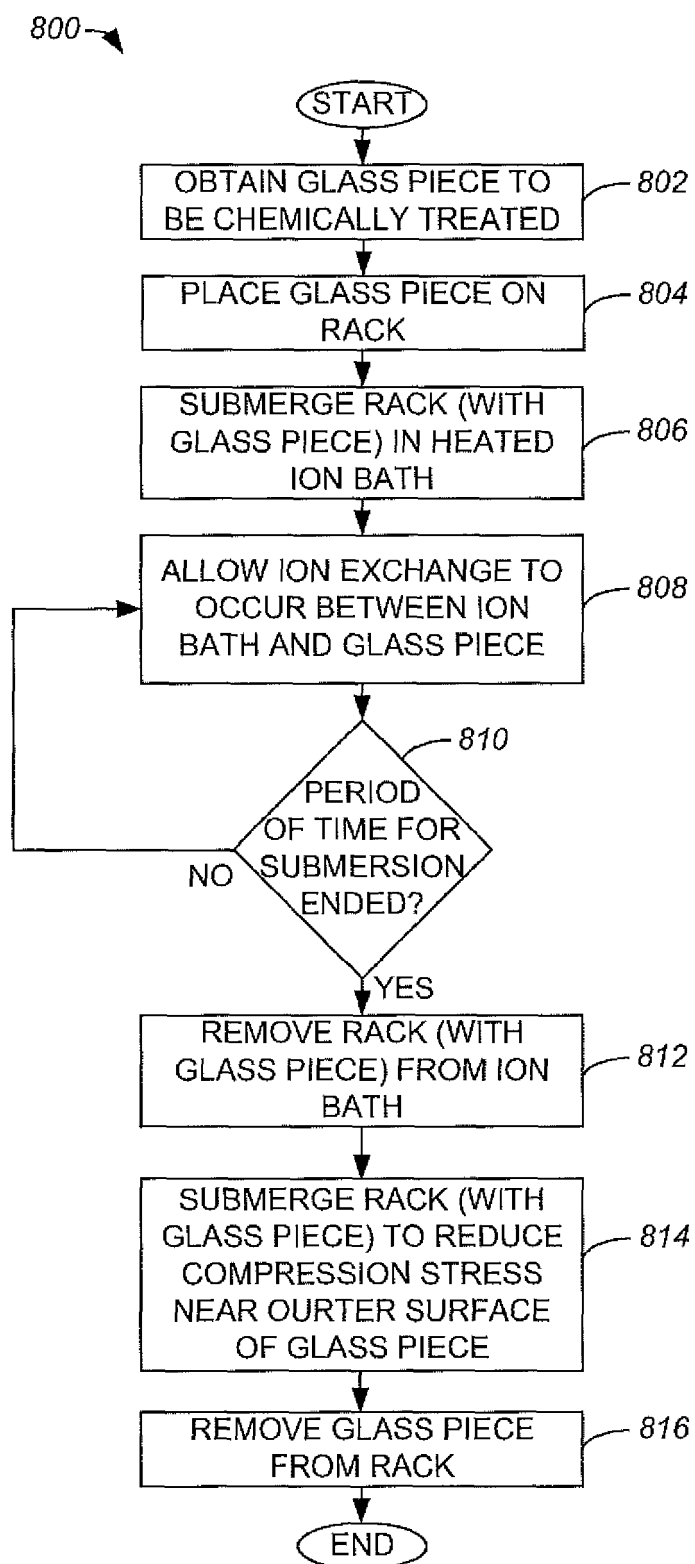 800
START
OBTAIN GLASS PIECE TO
BE CHEMICALLY TREATED
802
PLACE GLASS PIECE ON
RACK
804
SUBMERGE RACK (WITH
GLASS PIECE) IN HEATED
ION BATH
806
ALLOW ION EXCHANGE TO
OCCUR BETWEEN ION
BATH AND GLASS PIECE
808
810
PERIOD
OF TIME FOR
SUBMERSION
ENDED?
NO
YES
REMOVE RACK (WITH
GLASS PIECE) FROM ION
BATH
812
SUBMERGE RACK (WITH
GLASS PIECE) TO REDUCE
COMPRESSION STRESS
NEAR OURTER SURFACE
OF GLASS PIECE
814
REMOVE GLASS PIECE
FROM RACK
816
END